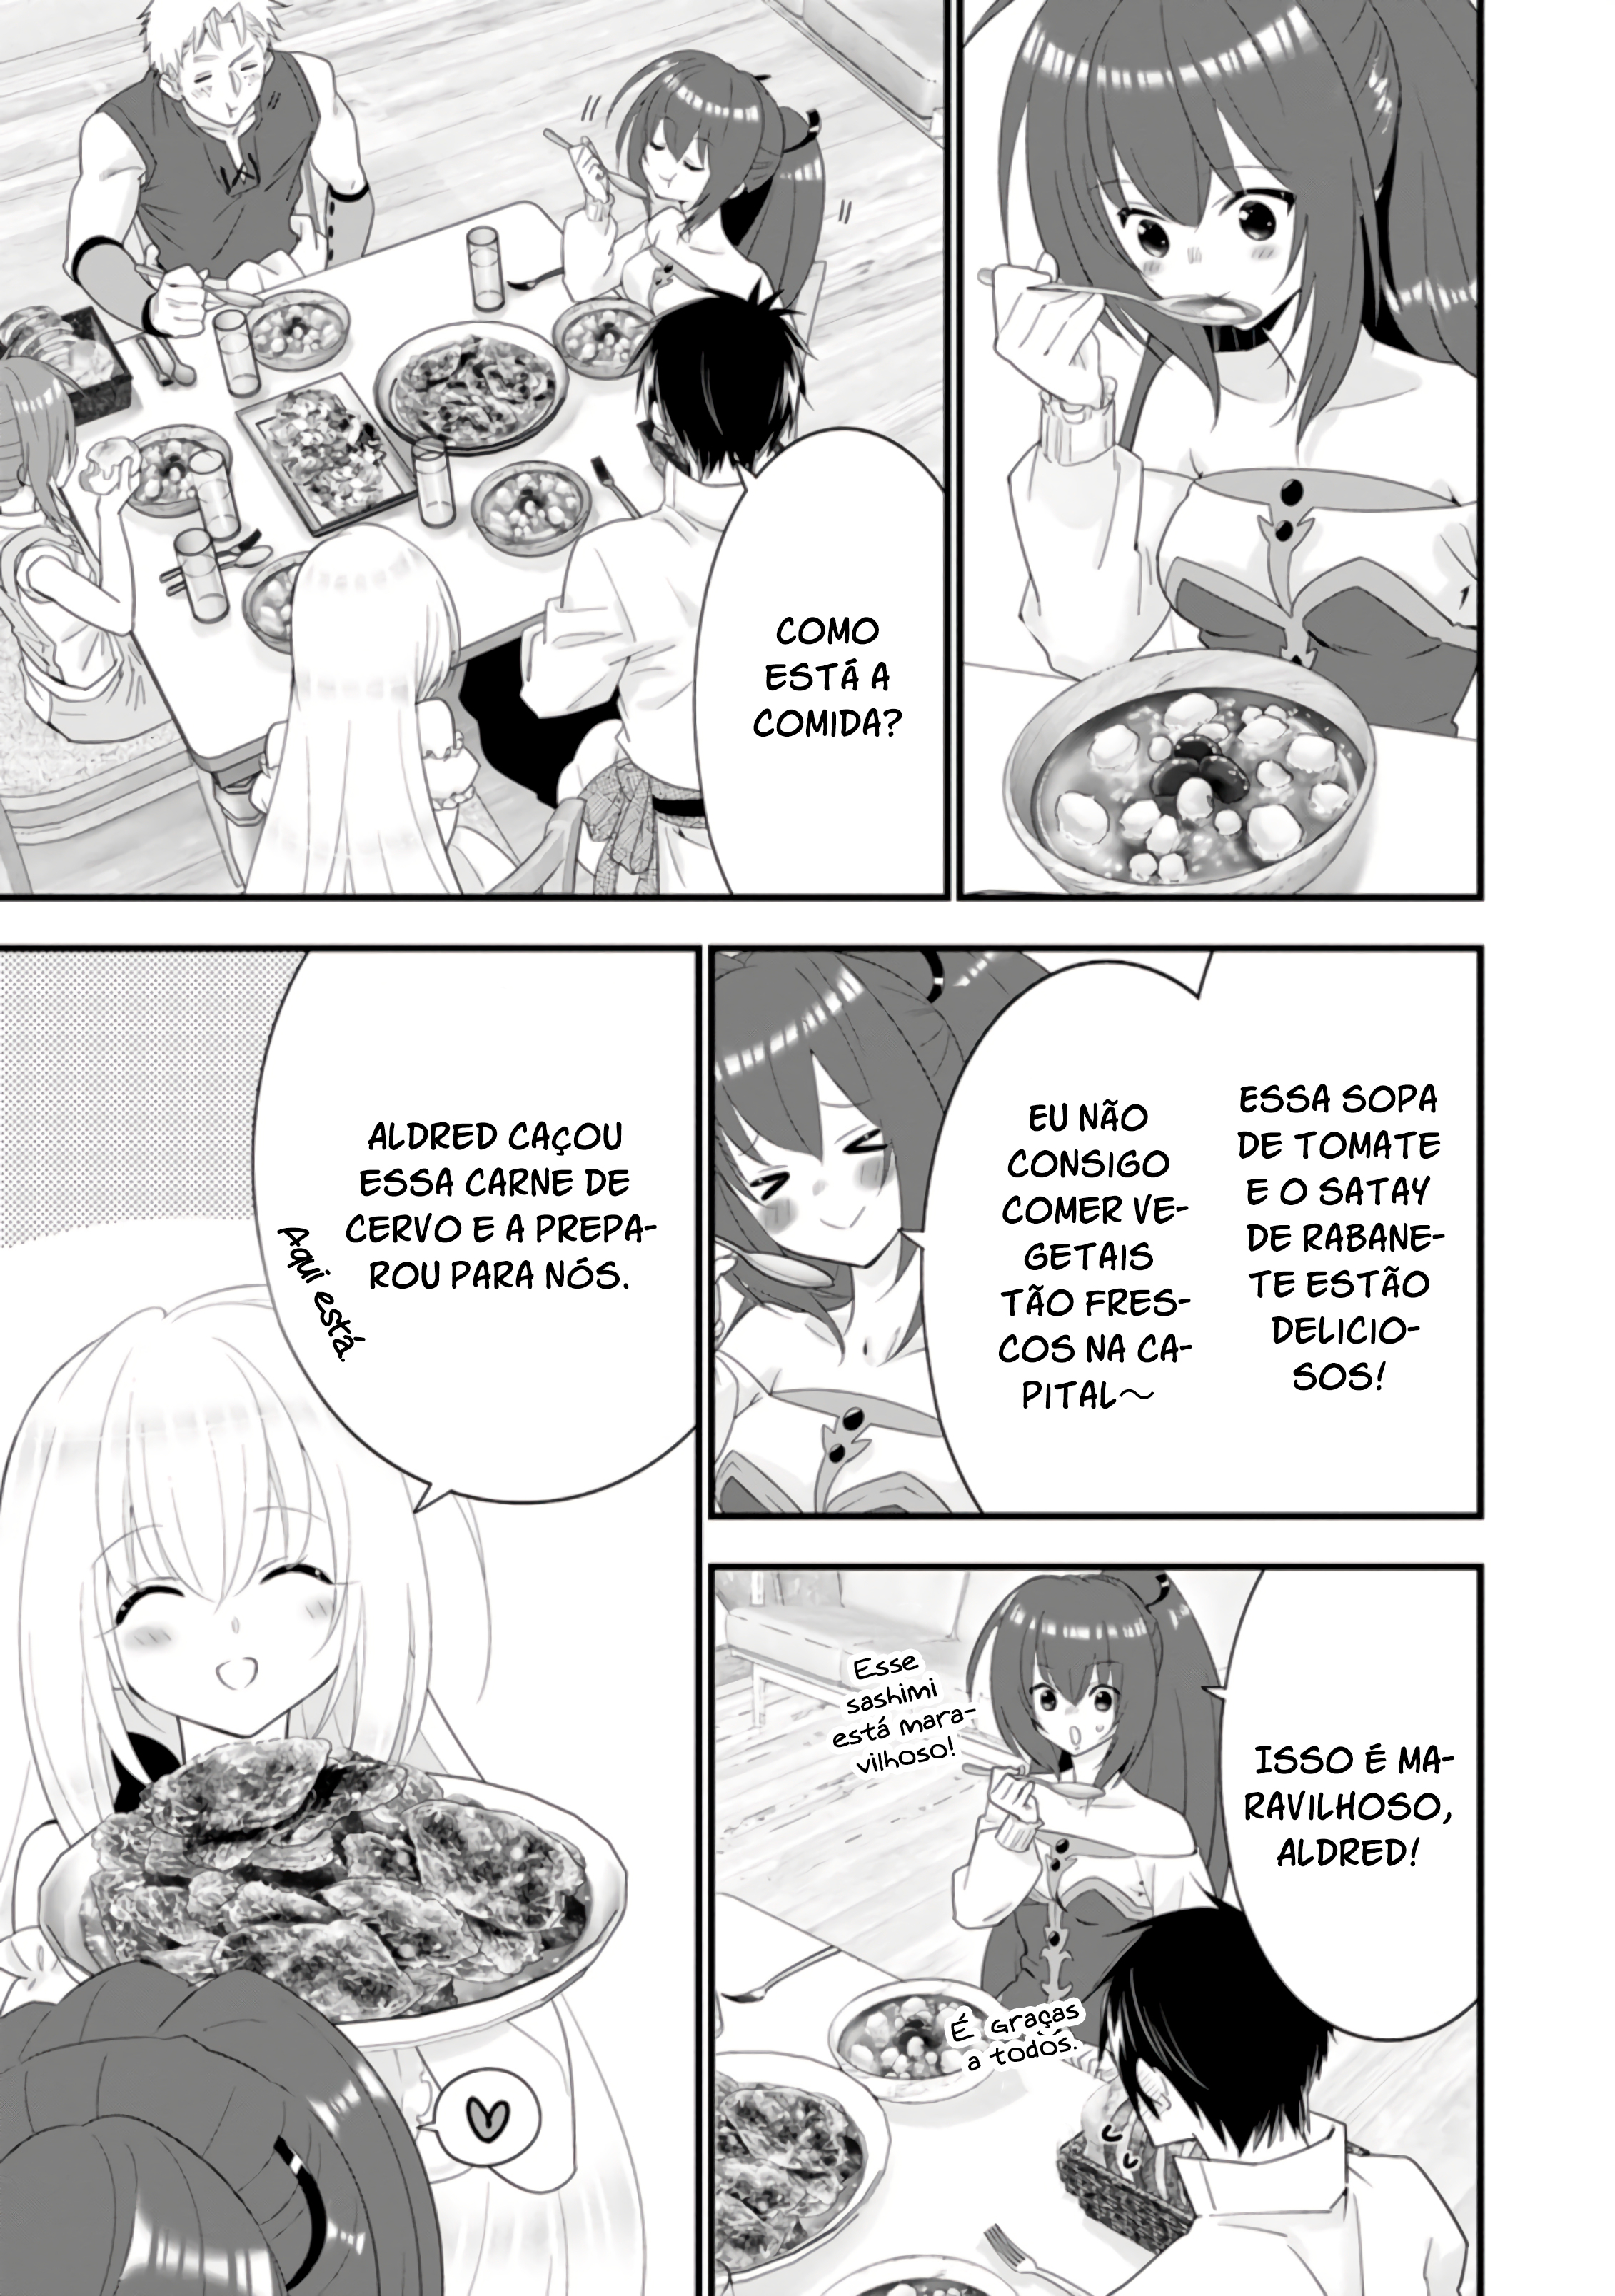 COMO
ESTÁ A
COMIDA?
ESSA SOPA
DE TOMATE
E O SATAY
DE RABANE-
TE ESTÃO
DELICIO-
SOS!
EU NÃO
CONSIGO
COMER VE-
GETAIS
TÃO FRES-
COS NA CA-
PITAL~
ISSO É MA-
RAVILHOSO,
ALDRED!
Esse
sashimi
está mara-
vilhoso!
É graças
a todos.
ALDRED CAÇOU
ESSA CARNE DE
CERVO E A PREPA-
ROU PARA NÓS.
Aqui está.